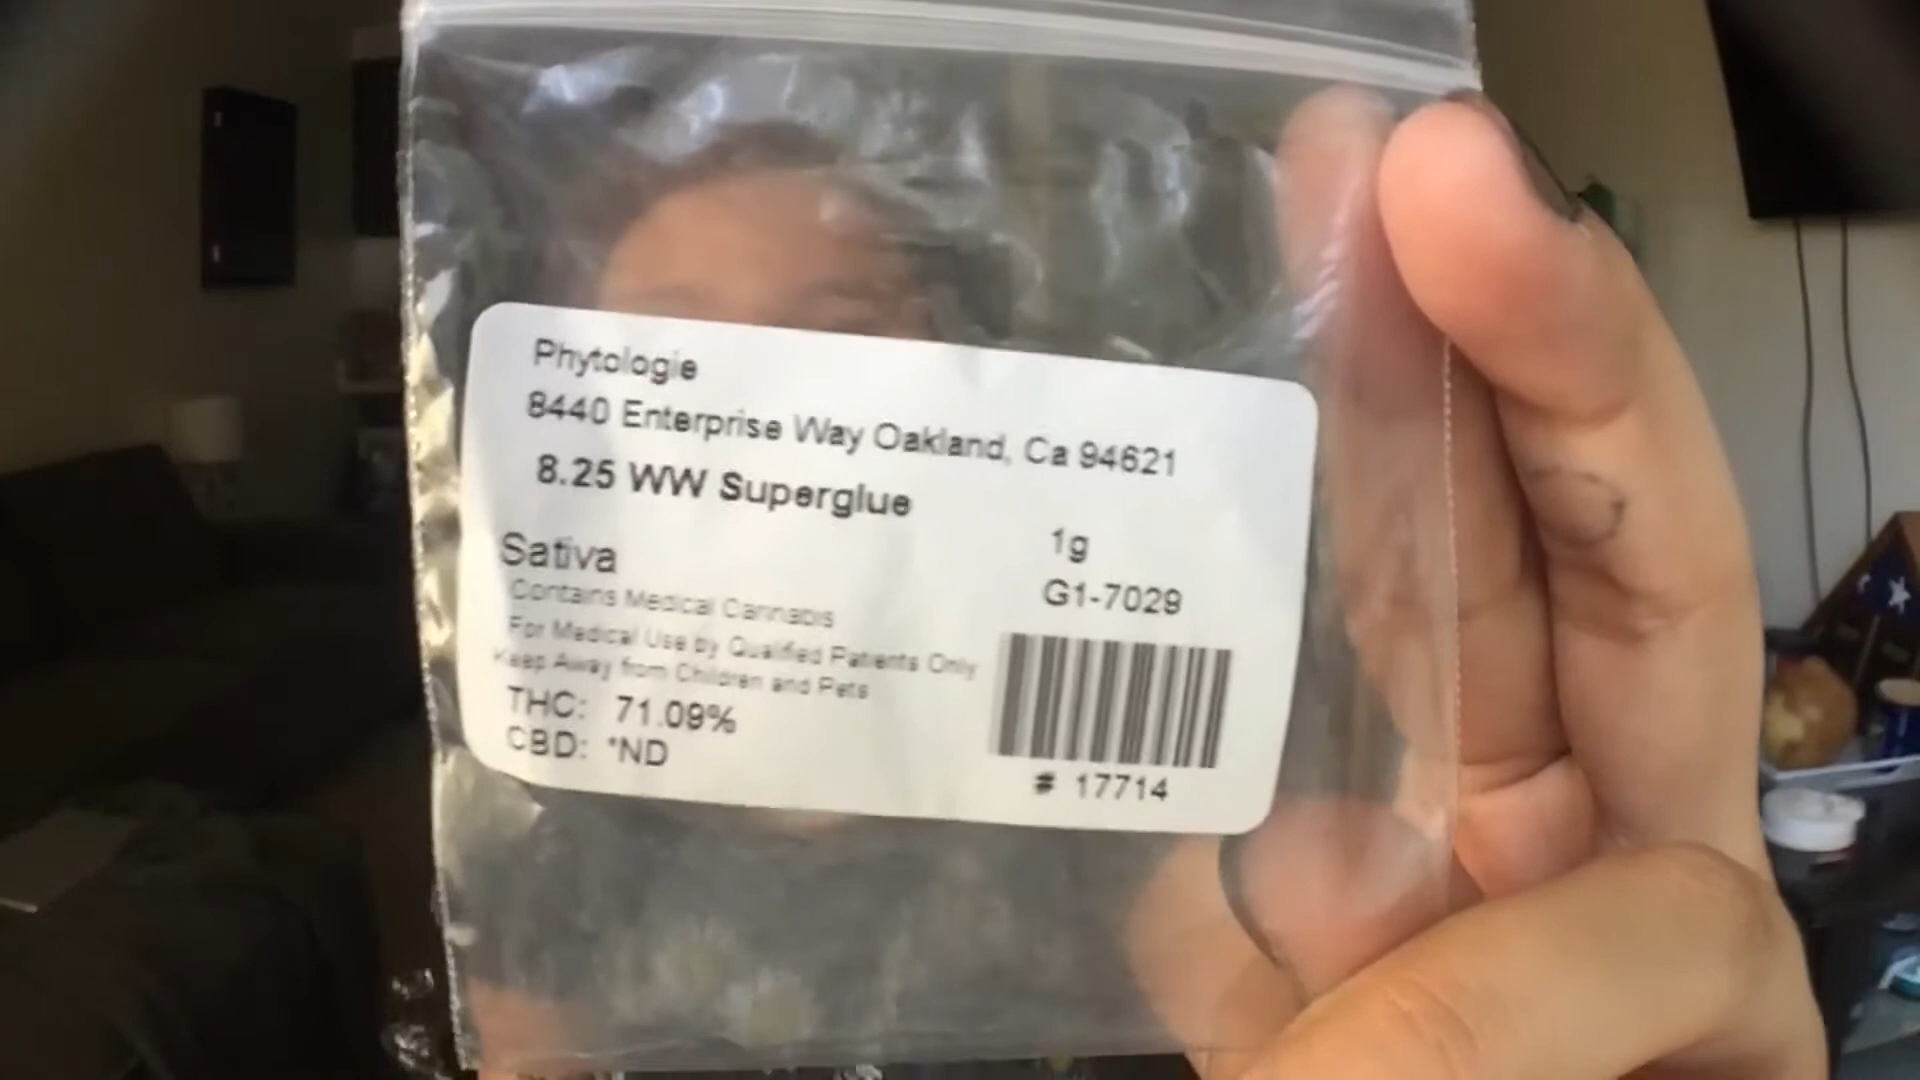 Phytologie
8440 Enterprise Way Oakland, Ca 94621
8.25 WW Superglue
Sativa
1g
G1-7029
Contains Medical Cannabis
For Medical Use by Qualified Patients Only
Keep Away from Children and Pets
THC: 71.09%
CBD: *ND
# 17714